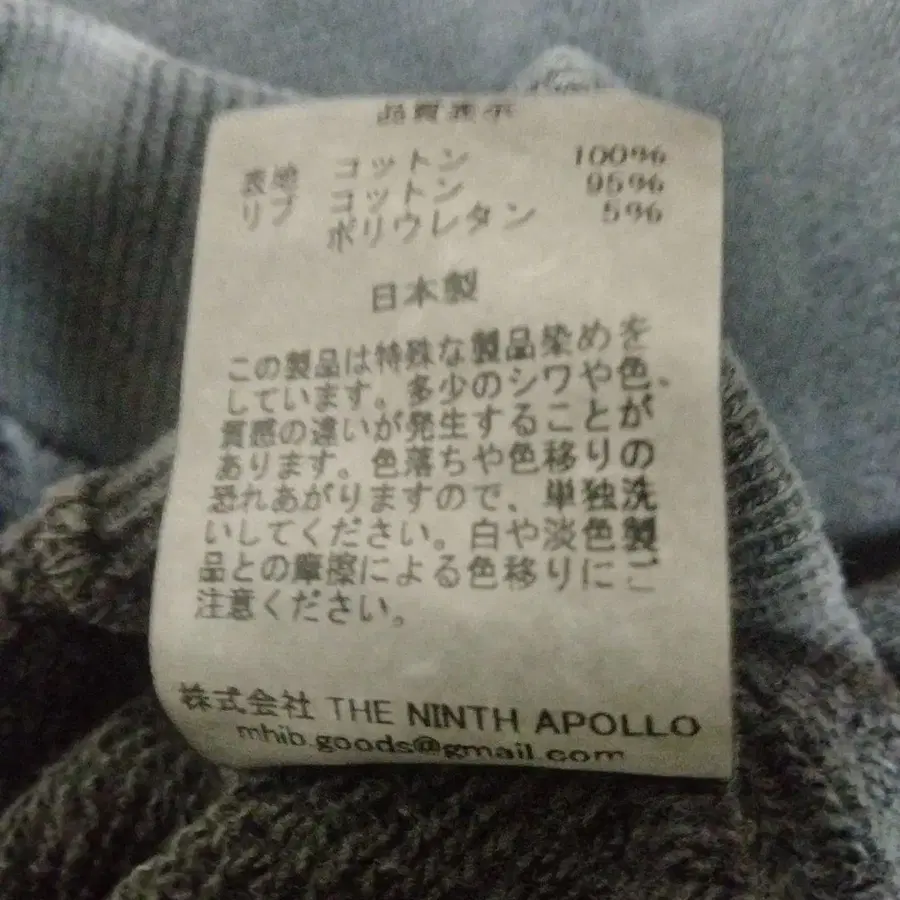 品質表示
表地 コットン 100%
リブ コットン 95%
ポリウレタン 5%
日本製
この製品は特殊な製品染めを
しています。多少のシワや色、
質感の違いが発生することが
あります。色落ちや色移りの
恐れあがりますので、単独洗
いしてください。白や淡色製
品との摩擦による色移りにご
注意ください。
株式会社 THE NINTH APOLLO
mhib.goods@gmail.com